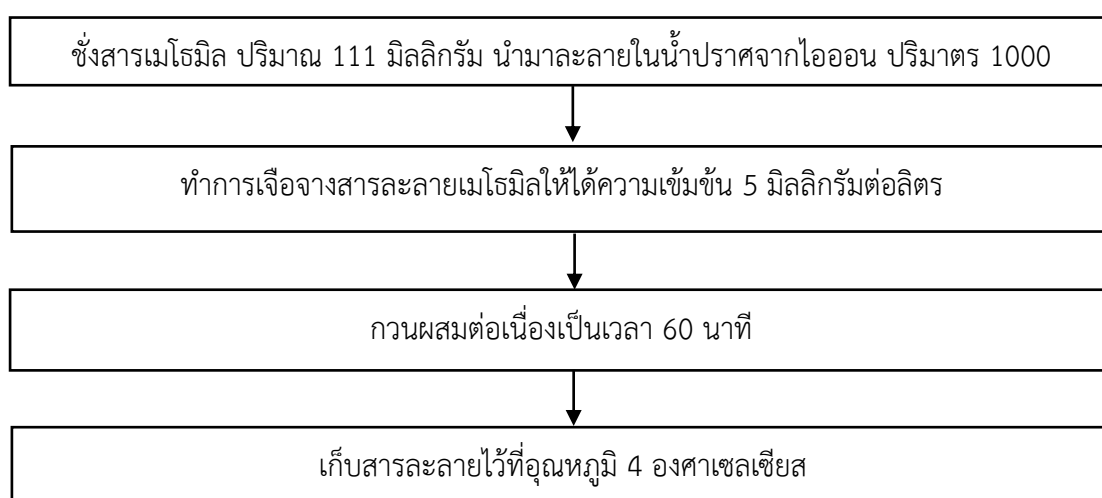 ชั่งสารเมโธมิล ปริมาณ 111 มิลลิกรัม นำมาละลายในน้ำปราศจากไอออน ปริมาตร 1000
ทำการเจือจางสารละลายเมโธมิลให้ได้ความเข้มข้น 5 มิลลิกรัมต่อลิตร
กวนผสมต่อเนื่องเป็นเวลา 60 นาที
เก็บสารละลายไว้ที่อุณหภูมิ 4 องศาเซลเซียส